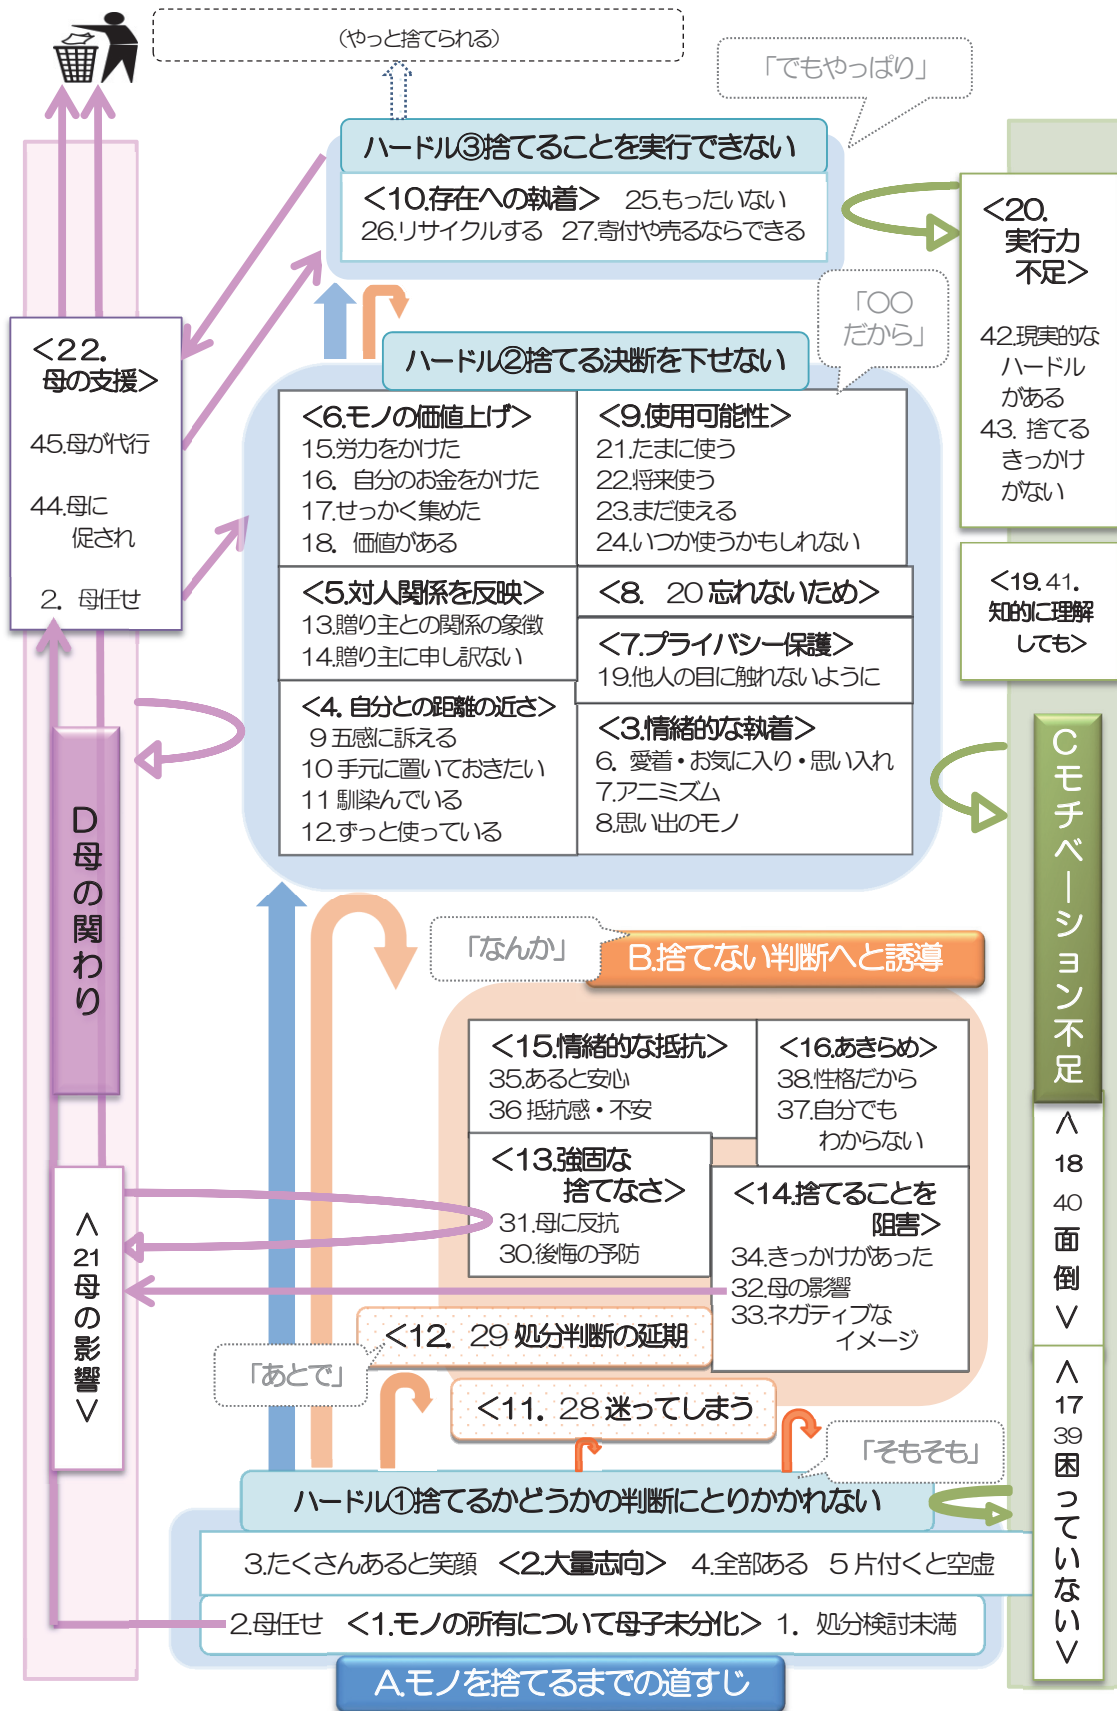 (やっと捨てられる)
「でもやっぱり」
ハードル③捨てることを実行できない
<10.存在への執着> 25.もったいない
26.リサイクルする 27.寄付や売るならできる
<20.
実行力
不足>
42.現実的な
ハードル
がある
43. 捨てる
きっかけ
がない
「〇〇
だから」
ハードル②捨てる決断を下せない
<22.
母の支援>
45.母が代行
44.母に
促され
2. 母任せ
<6.モノの価値上げ>
15.労力をかけた
16. 自分のお金をかけた
17.せっかく集めた
18. 価値がある
<9.使用可能性>
21.たまに使う
22.将来使う
23.まだ使える
24.いつか使うかもしれない
<5.対人関係を反映>
13.贈り主との関係の象徴
14.贈り主に申し訳ない
<8. 20 忘れないため>
<7.プライバシー保護>
19.他人の目に触れないように
<4. 自分との距離の近さ>
9 五感に訴える
10 手元に置いておきたい
11 馴染んでいる
12.ずっと使っている
<3.情緒的な執着>
6. 愛着・お気に入り・思い入れ
7.アニミズム
8.思い出のモノ
<19. 41.
知的に理解
しても>
Cモチベーション不足
D母の関わり
「なんか」
B.捨てない判断へと誘導
<15.情緒的な抵抗>
35.あると安心
36 抵抗感・不安
<16.あきらめ>
38.性格だから
37.自分でも
わからない
<13.強固な
捨てなさ>
31.母に反抗
30.後悔の予防
<14.捨てることを
阻害>
34.きっかけがあった
32.母の影響
33.ネガティブな
イメージ
<18 40 面倒>
<21 母の影響>
<12. 29 処分判断の延期
「あとで」
<11. 28 迷ってしまう
「そもそも」
<17 39 困っていない>
ハードル①捨てるかどうかの判断にとりかかれない
3.たくさんあると笑顔 <2.大量志向> 4.全部ある 5 片付くと空虚
2.母任せ <1.モノの所有について母子未分化> 1. 処分検討未満
A.モノを捨てるまでの道すじ